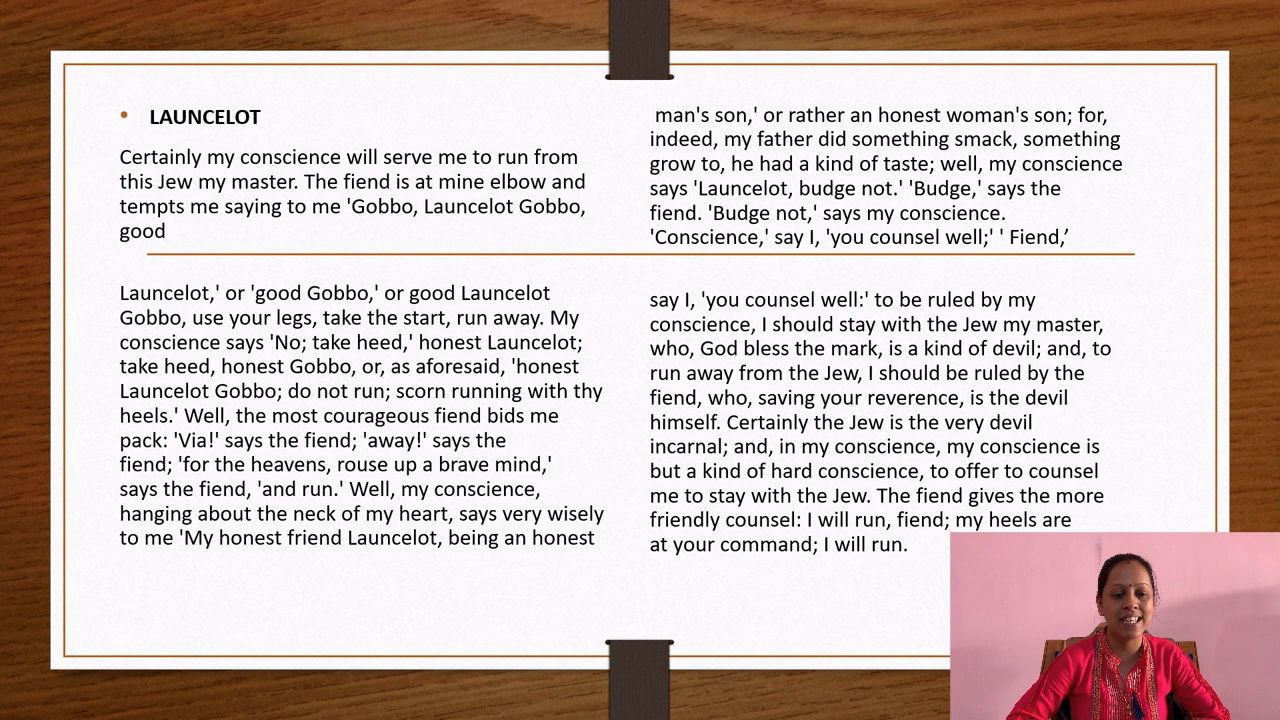 LAUNCELOT
Certainly my conscience will serve me to run from
this Jew my master. The fiend is at mine elbow and
tempts me saying to me 'Gobbo, Launcelot Gobbo,
good
Launcelot,' or 'good Gobbo,' or good Launcelot
Gobbo, use your legs, take the start, run away. My
conscience says 'No; take heed,' honest Launcelot;
take heed, honest Gobbo, or, as aforesaid, 'honest
Launcelot Gobbo; do not run; scorn running with thy
heels.' Well, the most courageous fiend bids me
pack: 'Via!' says the fiend; 'away!' says the
fiend; 'for the heavens, rouse up a brave mind,'
says the fiend, 'and run.' Well, my conscience,
hanging about the neck of my heart, says very wisely
to me 'My honest friend Launcelot, being an honest
man's son,' or rather an honest woman's son; for,
indeed, my father did something smack, something
grow to, he had a kind of taste; well, my conscience
says 'Launcelot, budge not.' 'Budge,' says the
fiend. 'Budge not,' says my conscience.
'Conscience,' say I, 'you counsel well;' ' Fiend,’
say I, 'you counsel well:' to be ruled by my
conscience, I should stay with the Jew my master,
who, God bless the mark, is a kind of devil; and, to
run away from the Jew, I should be ruled by the
fiend, who, saving your reverence, is the devil
himself. Certainly the Jew is the very devil
incarnal; and, in my conscience, my conscience is
but a kind of hard conscience, to offer to counsel
me to stay with the Jew. The fiend gives the more
friendly counsel: I will run, fiend; my heels are
at your command; I will run.